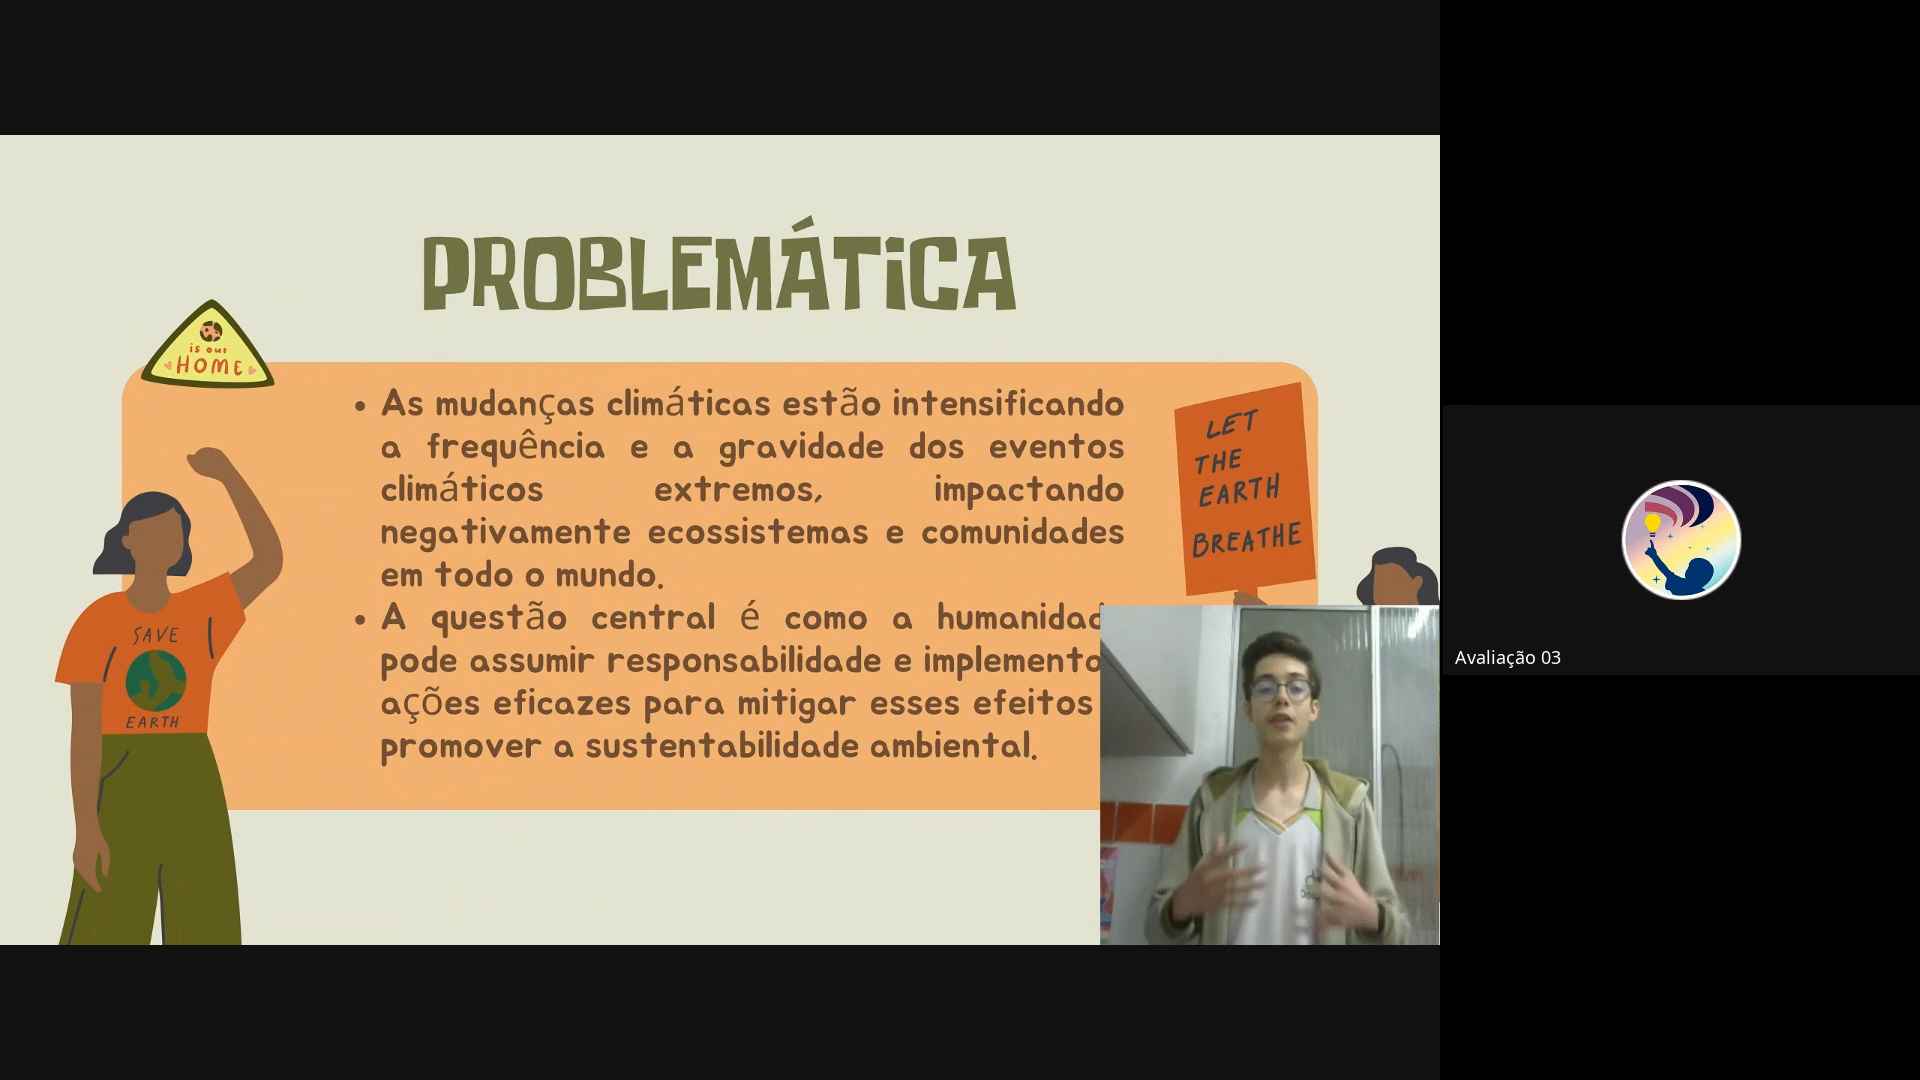 PROBLEMÁTiCA
is our
HOME
As mudanças climáticas estão intensificando
a frequência e a gravidade dos eventos
climáticos extremos, impactando
negativamente ecossistemas e comunidades
em todo o mundo.
A questão central é como a
pode assumir responsabilidade e
ações eficazes para mitigar esses efeitos
promover a sustentabilidade ambiental.
LET
THE
EARTH
BREATHE
SAVE
EARTH
Avaliação 03